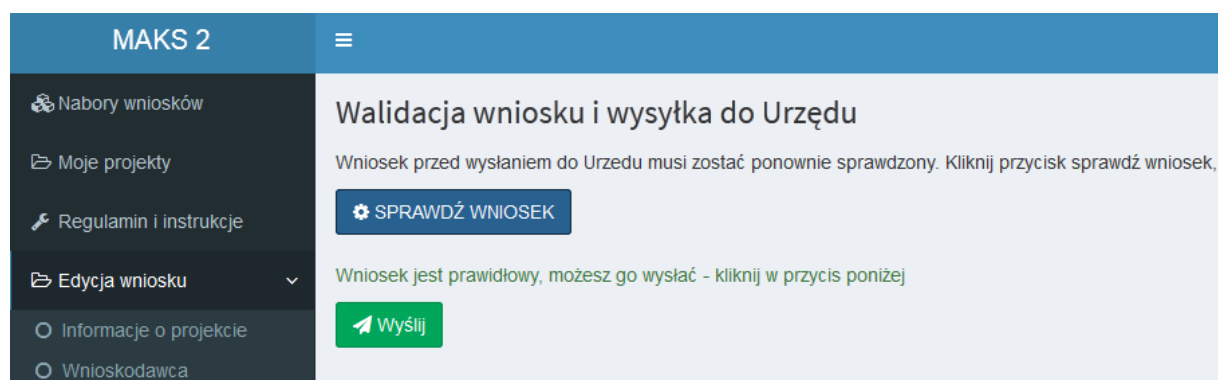 MAKS 2
Nabory wniosków
Moje projekty
Regulamin i instrukcje
Edycja wniosku
Informacje o projekcie
Wnioskodawca
Walidacja wniosku i wysyłka do Urzędu
Wniosek przed wysłaniem do Urzedu musi zostać ponownie sprawdzony. Kliknij przycisk sprawdź wniosek,
SPRAWDŹ WNIOSEK
Wniosek jest prawidłowy, możesz go wysłać - kliknij w przycis poniżej
Wyślij